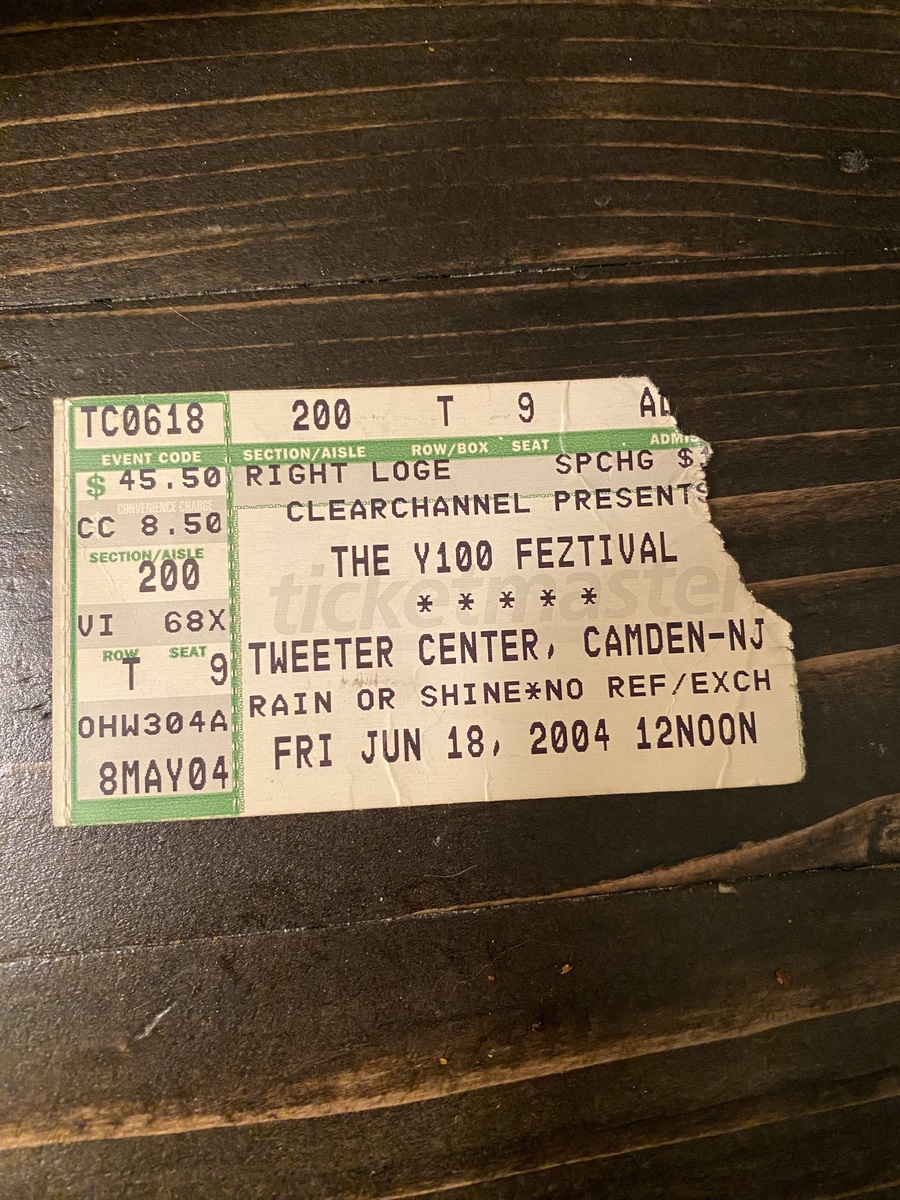 TC0618
EVENT CODE
$ 45.50
CONVENIENCE CHARGE
CC 8.50
SECTION/AISLE
200
VI 68X
ROW SEAT
T 9
OHW304A
8MAY04
200 T 9
SECTION/AISLE ROW/BOX SEAT
RIGHT LOGE SPCHG $
CLEARCHANNEL PRESENTS
THE Y100 FEZTIVAL
ticketmaster
* * * * *
TWEETER CENTER, CAMDEN-NJ
RAIN OR SHINE*NO REF/EXCH
FRI JUN 18, 2004 12NOON